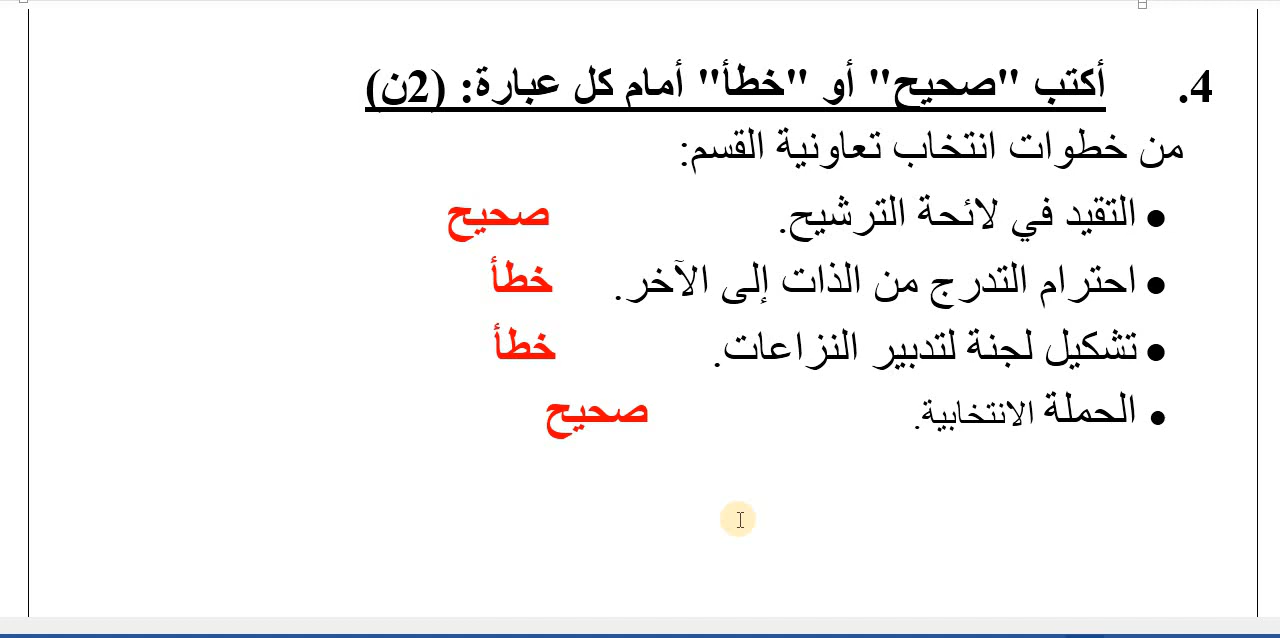 4. أكتب "صحيح" أو "خطأ" أمام كل عبارة: (2ن)
من خطوات انتخاب تعاونية القسم:
• التقيد في لائحة الترشيح. صحيح
• احترام التدرج من الذات إلى الآخر. خطأ
• تشكيل لجنة لتدبير النزاعات. خطأ
• الحملة الانتخابية. صحيح